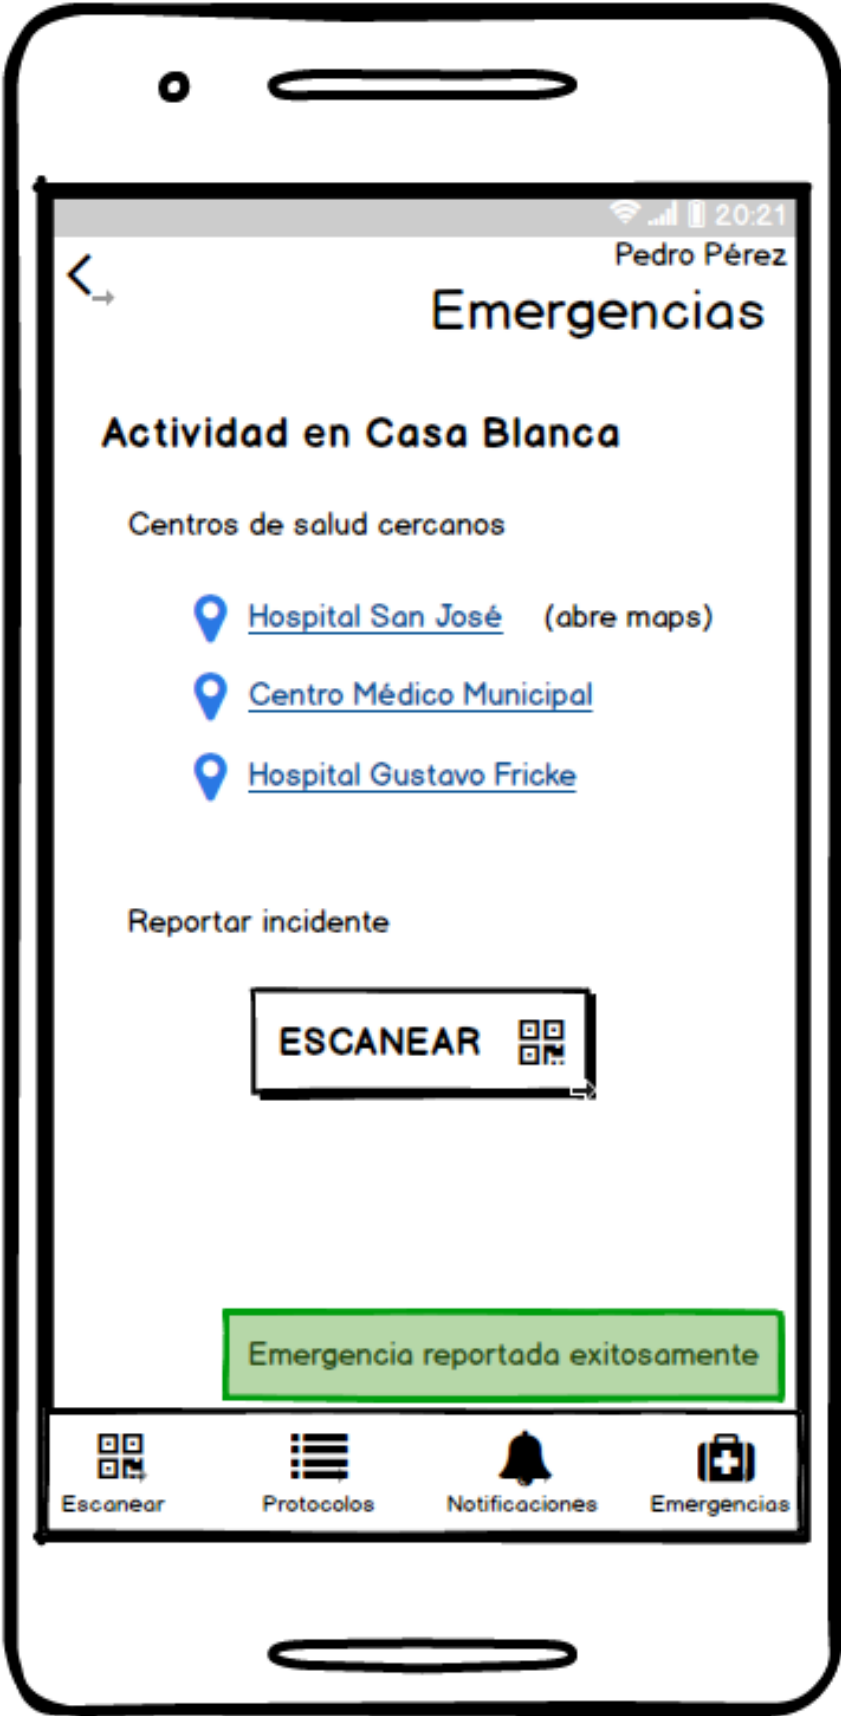 20:21
Pedro Pérez
Emergencias
Actividad en Casa Blanca
Centros de salud cercanos
Hospital San José (abre maps)
Centro Médico Municipal
Hospital Gustavo Fricke
Reportar incidente
ESCANEAR
Emergencia reportada exitosamente
Escanear Protocolos Notificaciones Emergencias